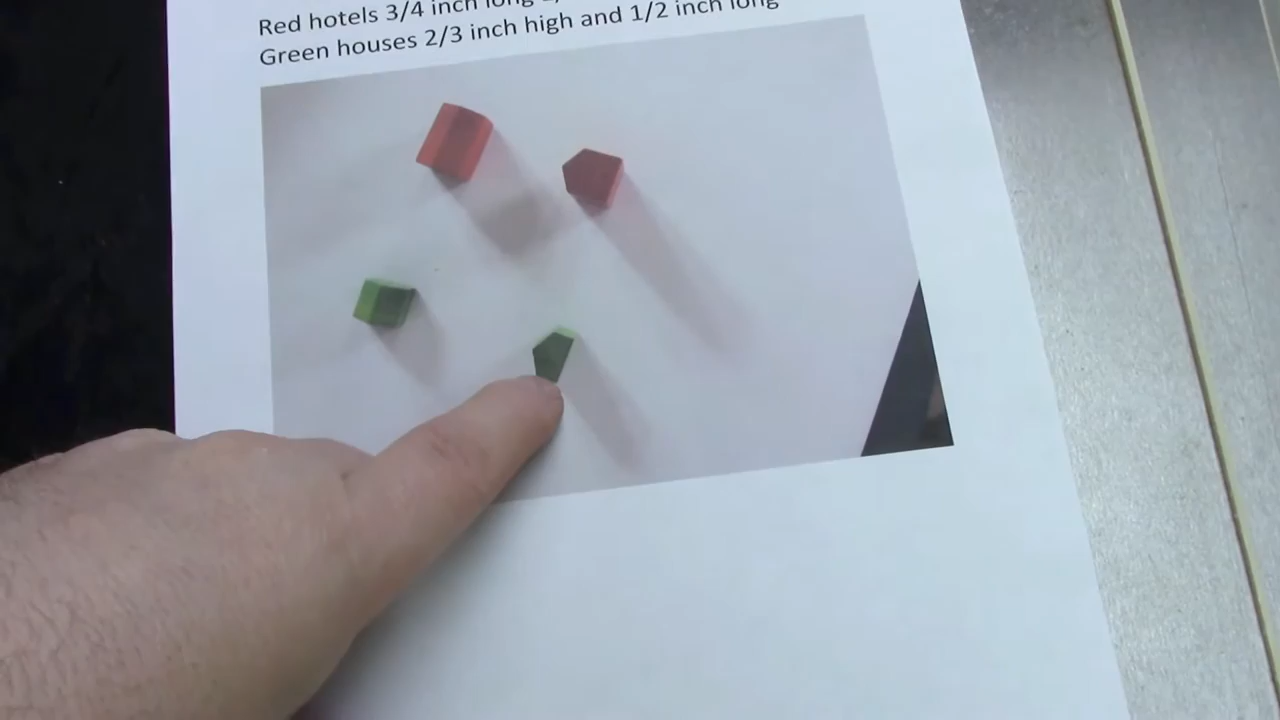 Red hotels 3/4 inch long
Green houses 2/3 inch high and 1/2 inch long